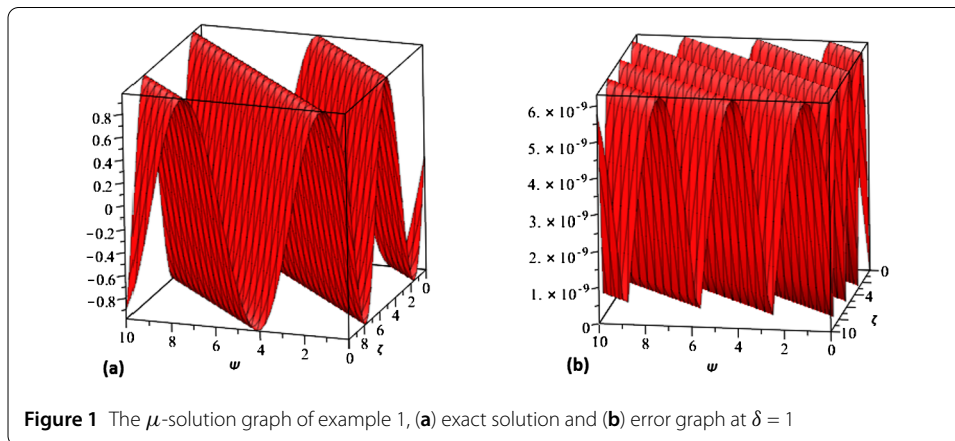 0.8
0.6
0.4
0.2
0
−0.2
−0.4
−0.6
−0.8
10
8
6
4
2
0
ψ
8
6
4
2
0
ζ
(a)
6. × 10⁻⁹
5. × 10⁻⁹
4. × 10⁻⁹
3. × 10⁻⁹
2. × 10⁻⁹
1. × 10⁻⁹
0
10
8
6
4
2
0
ψ
0
4
ζ
10
(b)
Figure 1 The μ-solution graph of example 1, (a) exact solution and (b) error graph at δ = 1